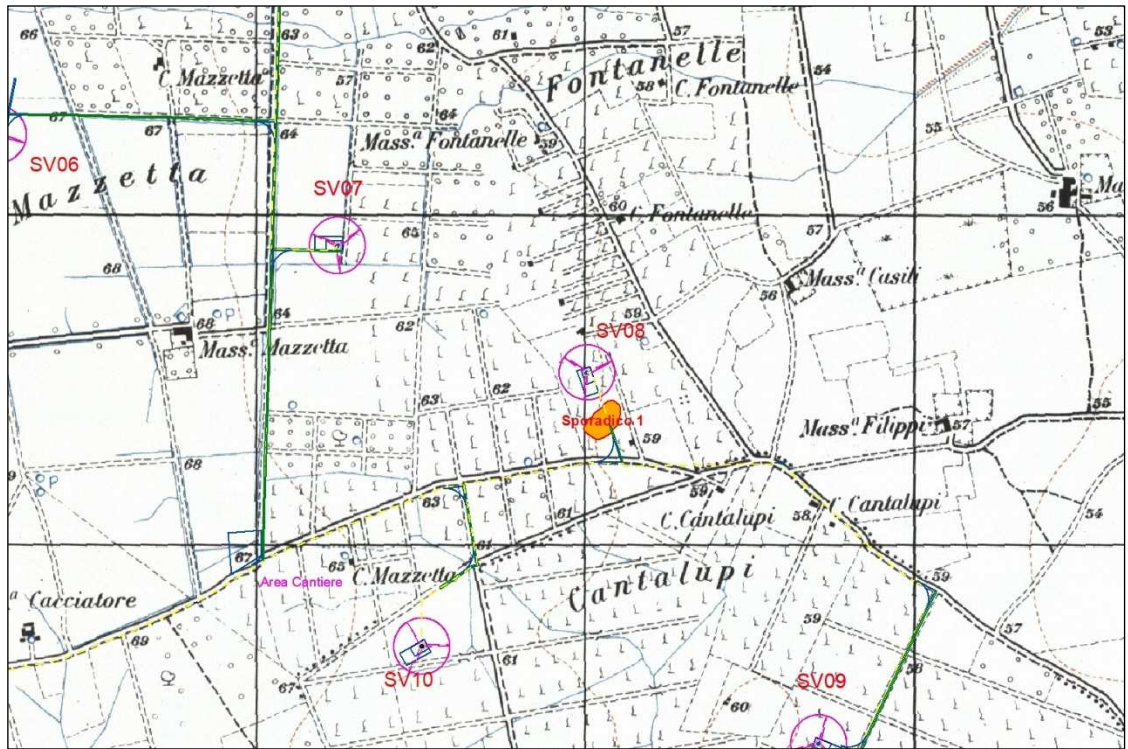 66
63
62
61
57
53
C. Mazzetta
57
Fontanelle
54
58 C. Fontanelle
67
67
64
64
55
Mass.ᵃ Fontanelle
59
SV06
Mazzetta
SV07
56
Ma
65
60
C. Fontanelle
57
68
56
Mass.ᵃ Casili
64
62
59
P
68
Mass.ᵃ Mazzetta
SV08
63
62
55
Sporadico 1
59
Mass.ᵃ Filippi
57
68
P
63
61
59
C. Cantalupi
58
C. Cantalupi
54
67
65
61
Area Cantiere
C. Mazzetta
Cantalupi
59
ᵃ Cacciatore
69
59
57
61
58
SV10
67
SV09
60